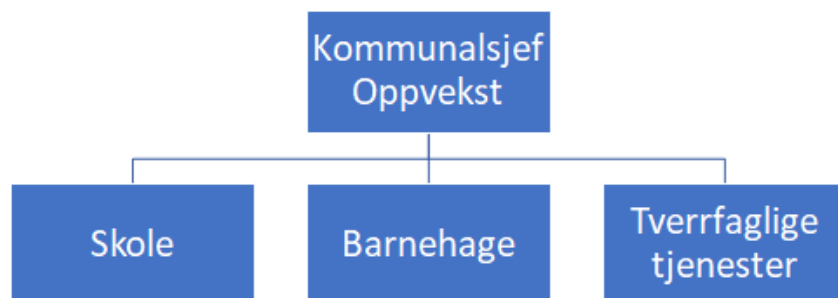 Kommunalsjef
Oppvekst
Skole
Barnehage
Tverrfaglige
tjenester